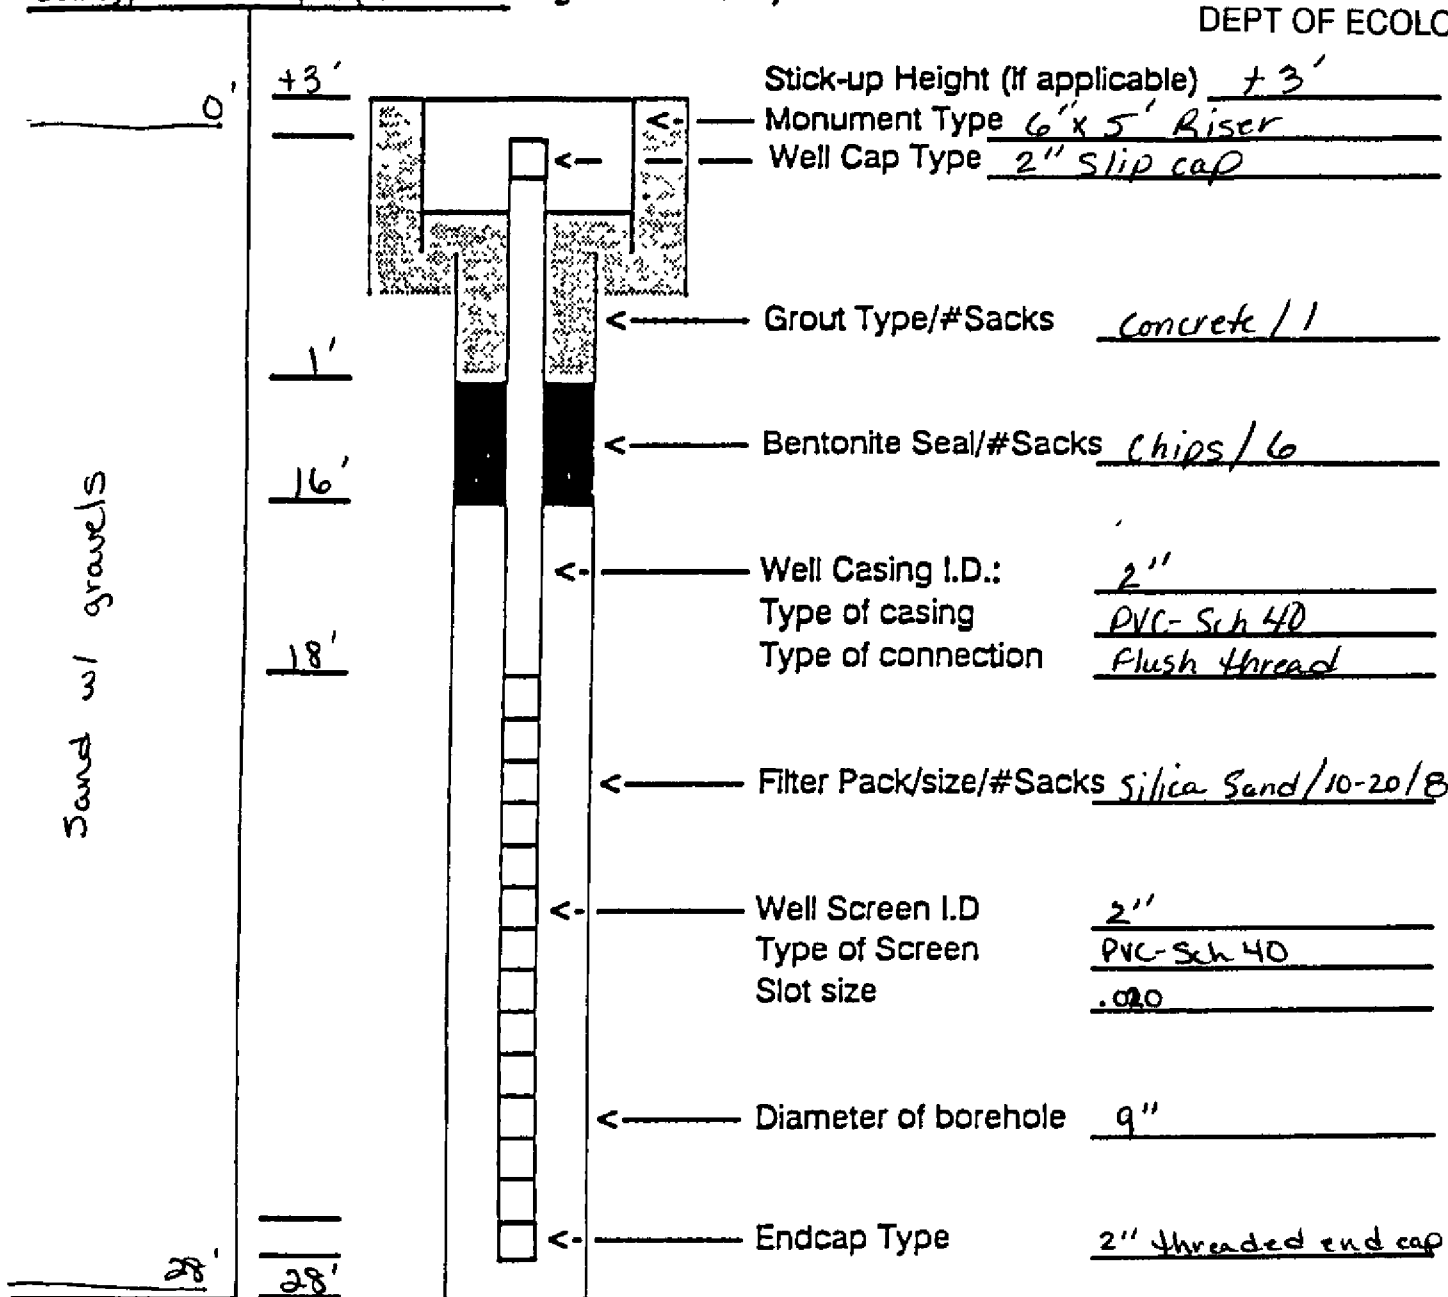 DEPT OF ECOLO
0'
+3'
Stick-up Height (if applicable) +3'
Monument Type 6"x 5' Riser
Well Cap Type 2" Slip cap
Grout Type/#Sacks Concrete / 1
1'
Bentonite Seal/#Sacks Chips / 6
16'
Sand w/ gravels
Well Casing I.D.: 2"
Type of casing PVC-Sch 40
Type of connection Flush thread
18'
Filter Pack/size/#Sacks Silica Sand/10-20/8
Well Screen I.D 2"
Type of Screen PVC-Sch 40
Slot size .020
Diameter of borehole 9"
Endcap Type 2" threaded end cap
28'
28'